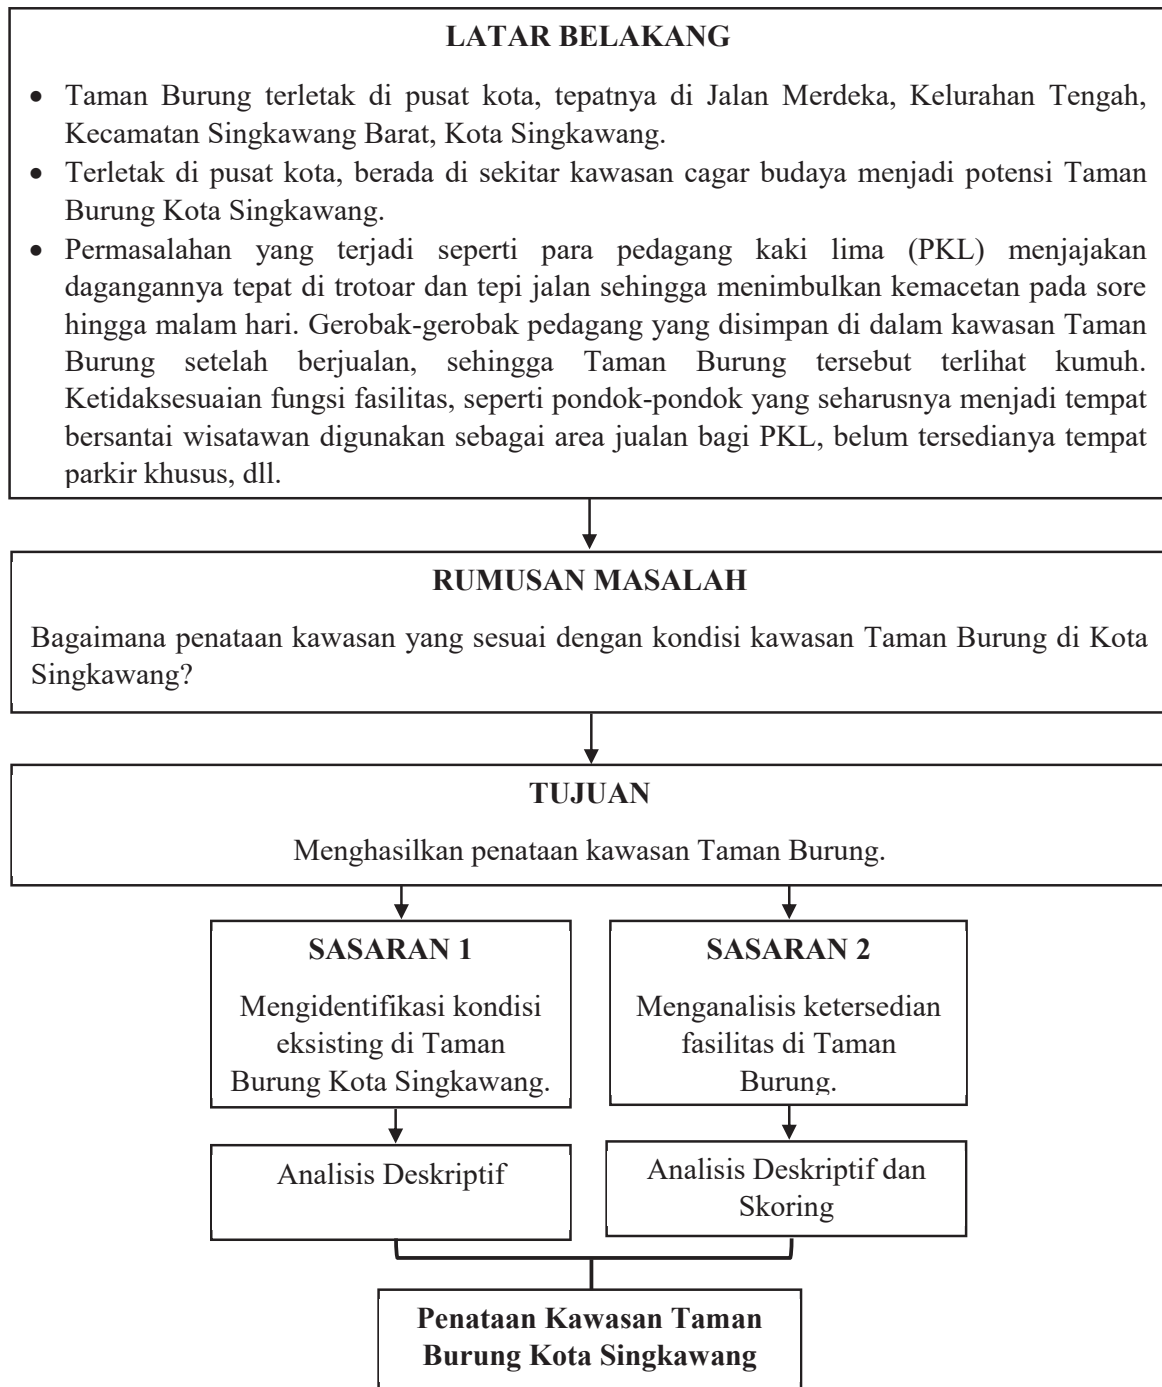 LATAR BELAKANG
• Taman Burung terletak di pusat kota, tepatnya di Jalan Merdeka, Kelurahan Tengah,
Kecamatan Singkawang Barat, Kota Singkawang.
• Terletak di pusat kota, berada di sekitar kawasan cagar budaya menjadi potensi Taman
Burung Kota Singkawang.
• Permasalahan yang terjadi seperti para pedagang kaki lima (PKL) menjajakan
dagangannya tepat di trotoar dan tepi jalan sehingga menimbulkan kemacetan pada sore
hingga malam hari. Gerobak-gerobak pedagang yang disimpan di dalam kawasan Taman
Burung setelah berjualan, sehingga Taman Burung tersebut terlihat kumuh.
Ketidaksesuaian fungsi fasilitas, seperti pondok-pondok yang seharusnya menjadi tempat
bersantai wisatawan digunakan sebagai area jualan bagi PKL, belum tersedianya tempat
parkir khusus, dll.
RUMUSAN MASALAH
Bagaimana penataan kawasan yang sesuai dengan kondisi kawasan Taman Burung di Kota
Singkawang?
TUJUAN
Menghasilkan penataan kawasan Taman Burung.
SASARAN 1
Mengidentifikasi kondisi
eksisting di Taman
Burung Kota Singkawang.
SASARAN 2
Menganalisis ketersedian
fasilitas di Taman
Burung.
Analisis Deskriptif
Analisis Deskriptif dan
Skoring
Penataan Kawasan Taman
Burung Kota Singkawang